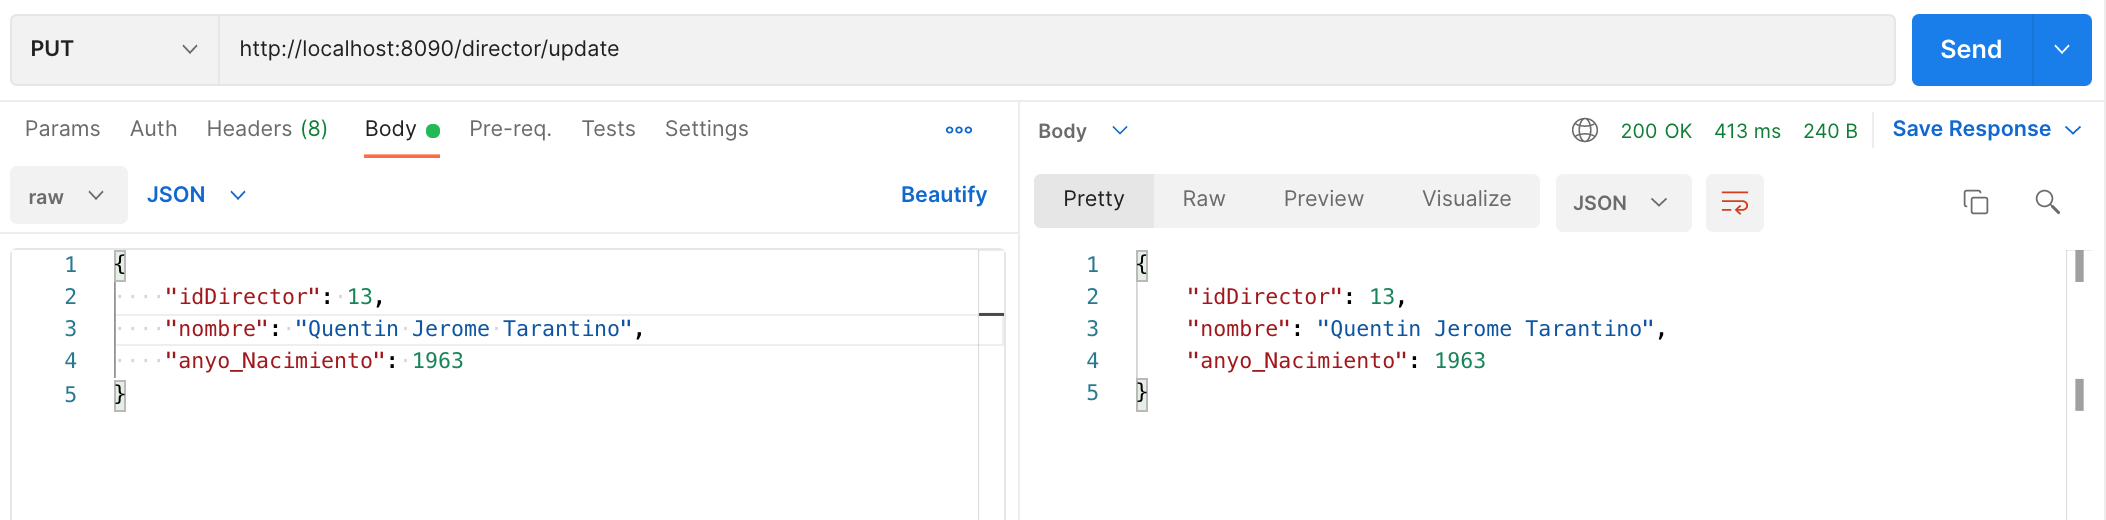 PUT http://localhost:8090/director/update Send
Params Auth Headers (8) Body Pre-req. Tests Settings
raw JSON Beautify
1 {
2 "idDirector": 13,
3 "nombre": "Quentin Jerome Tarantino",
4 "anyo_Nacimiento": 1963
5 }
Body 200 OK 413 ms 240 B Save Response
Pretty Raw Preview Visualize JSON
1 {
2 "idDirector": 13,
3 "nombre": "Quentin Jerome Tarantino",
4 "anyo_Nacimiento": 1963
5 }